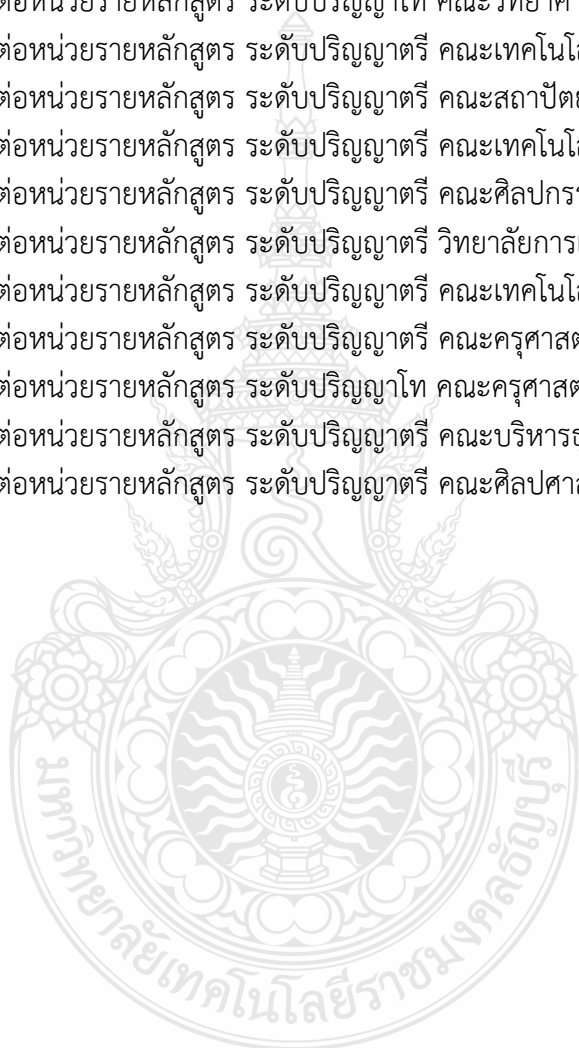 ต่อหน่วยรายหลักสูตร ระดับปริญญาโท คณะวิทยาศ
ต่อหน่วยรายหลักสูตร ระดับปริญญาตรี คณะเทคโนโล
ต่อหน่วยรายหลักสูตร ระดับปริญญาตรี คณะสถาปัตย
ต่อหน่วยรายหลักสูตร ระดับปริญญาตรี คณะเทคโนโล
ต่อหน่วยรายหลักสูตร ระดับปริญญาตรี คณะศิลปกรร
ต่อหน่วยรายหลักสูตร ระดับปริญญาตรี วิทยาลัยการแ
ต่อหน่วยรายหลักสูตร ระดับปริญญาตรี คณะเทคโนโล
ต่อหน่วยรายหลักสูตร ระดับปริญญาตรี คณะครุศาสต
ต่อหน่วยรายหลักสูตร ระดับปริญญาโท คณะครุศาสต
ต่อหน่วยรายหลักสูตร ระดับปริญญาตรี คณะบริหารธุ
ต่อหน่วยรายหลักสูตร ระดับปริญญาตรี คณะศิลปศาส
มหาวิทยาลัยเทคโนโลยีราชมงคลธัญบุรี